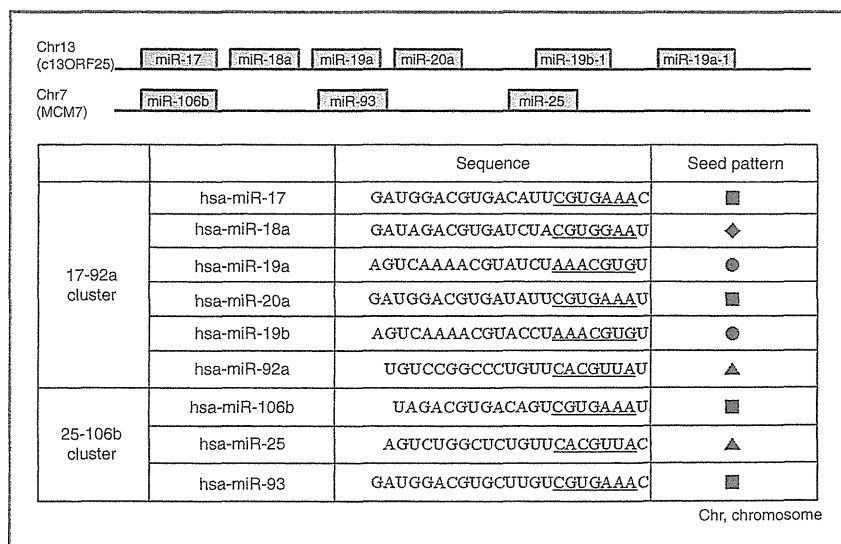 Chr13
(c13ORF25)
miR-17 miR-18a miR-19a miR-20a miR-19b-1 miR-19a-1
Chr7
(MCM7)
miR-106b miR-93 miR-25
Sequence Seed pattern
17-92a
cluster
hsa-miR-17 GAUGGACGUGACAUUCGUGAAAC
hsa-miR-18a GAUAGACGUGAUCUACGUGGAAU
hsa-miR-19a AGUCAAAACGUAUCUAAACGUGU
hsa-miR-20a GAUGGACGUGAUAUUCGUGAAAU
hsa-miR-19b AGUCAAAACGUACCUAAACGUGU
hsa-miR-92a UGUCCGGCCCUGUUCACGUUAU
25-106b
cluster
hsa-miR-106b UAGACGUGACAGUCGUGAAAU
hsa-miR-25 AGUCUGGCUCUGUUCACGUUAC
hsa-miR-93 GAUGGACGUGCUUGUCGUGAAAC
Chr, chromosome